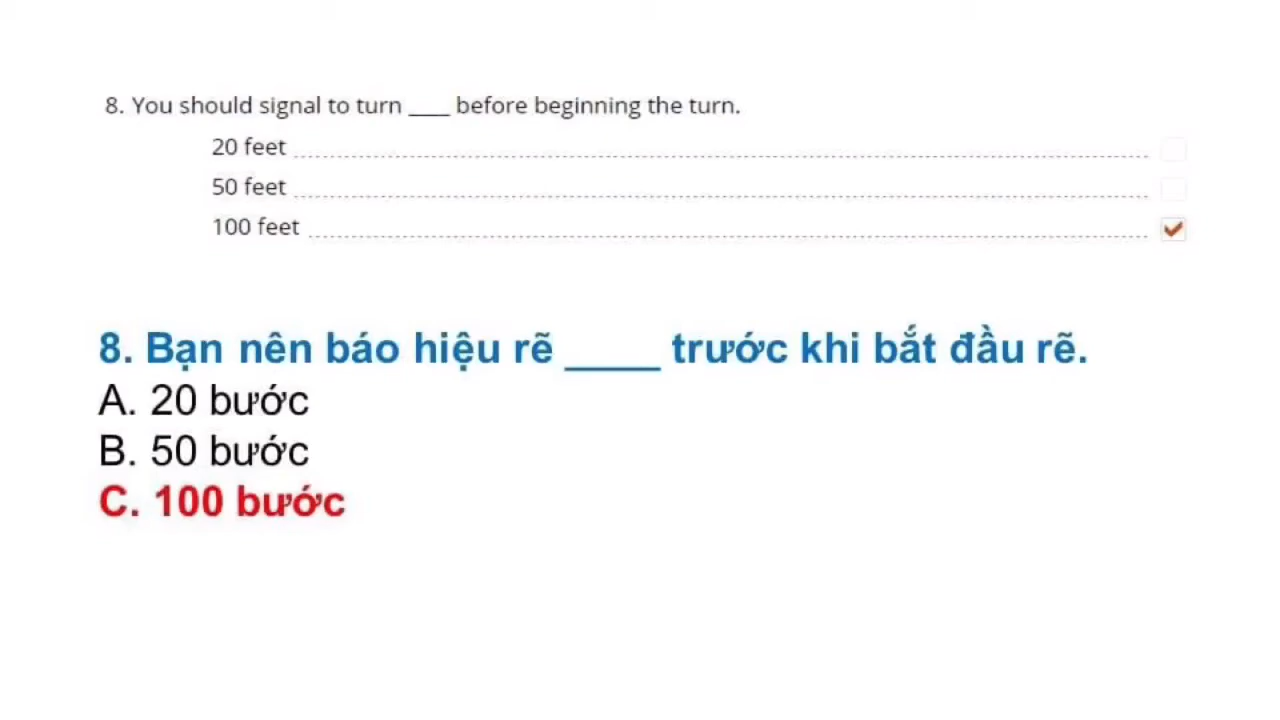 8. You should signal to turn ____ before beginning the turn.
20 feet
50 feet
100 feet
8. Bạn nên báo hiệu rẽ ____ trước khi bắt đầu rẽ.
A. 20 bước
B. 50 bước
C. 100 bước